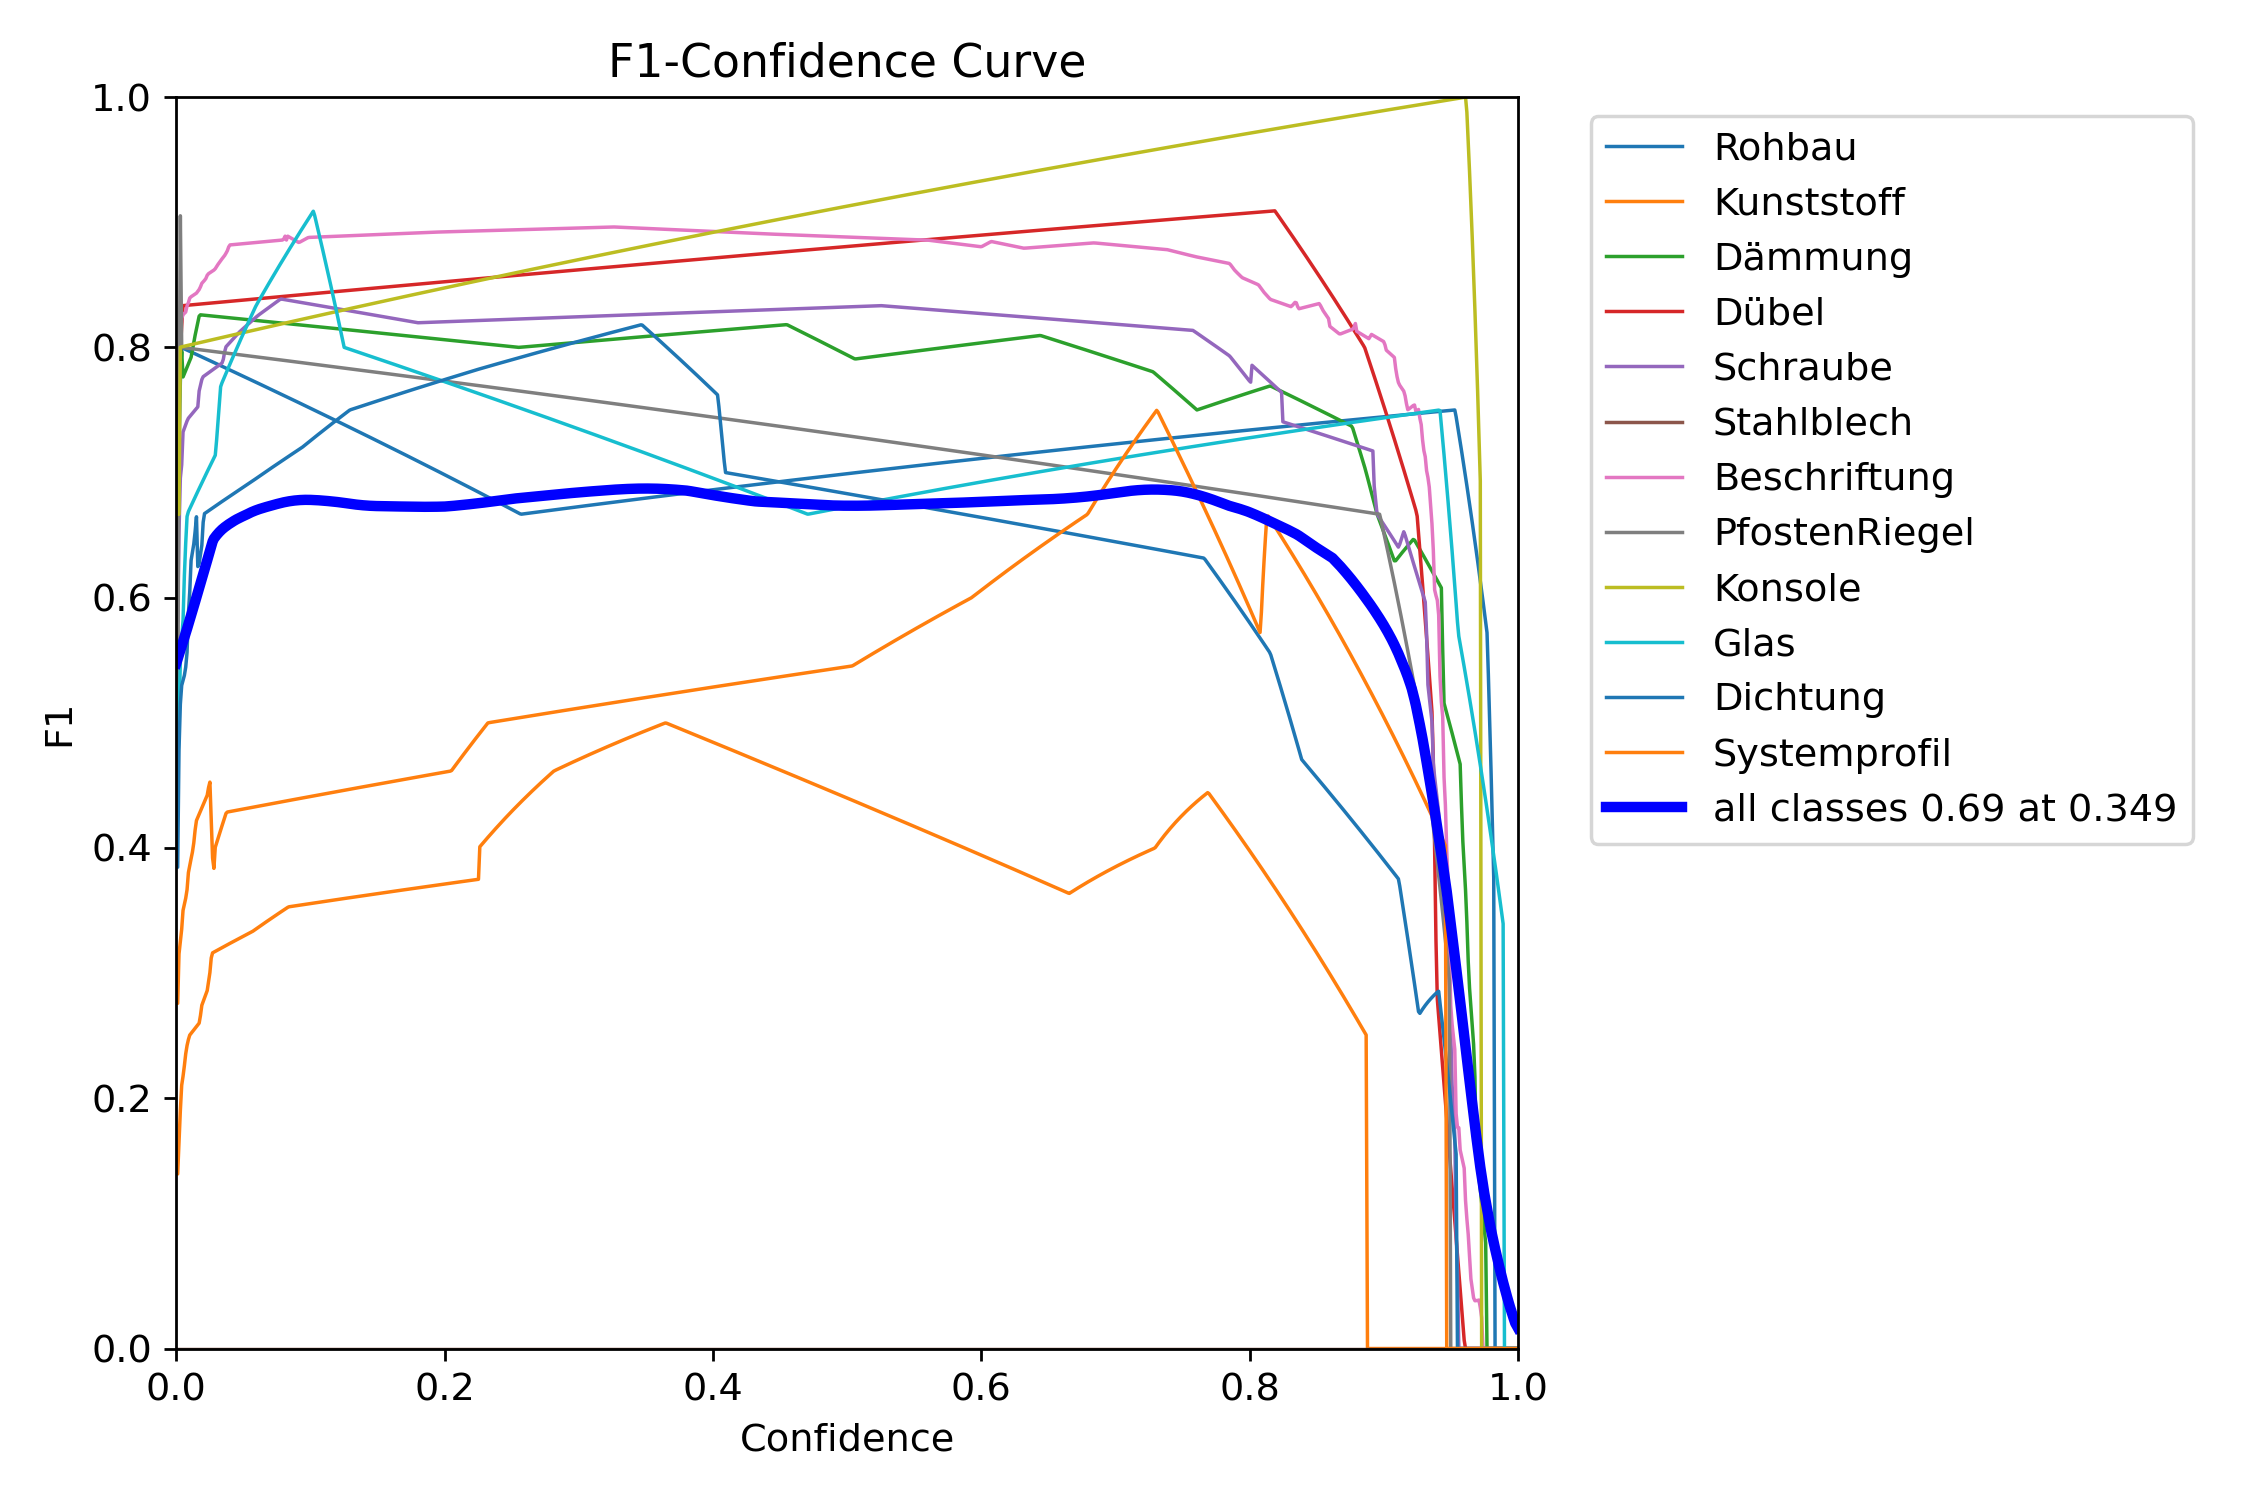 F1-Confidence Curve
1.0
0.8
0.6
0.4
0.2
0.0
F1
0.0 0.2 0.4 0.6 0.8 1.0
Confidence
Rohbau
Kunststoff
Dämmung
Dübel
Schraube
Stahlblech
Beschriftung
PfostenRiegel
Konsole
Glas
Dichtung
Systemprofil
all classes 0.69 at 0.349